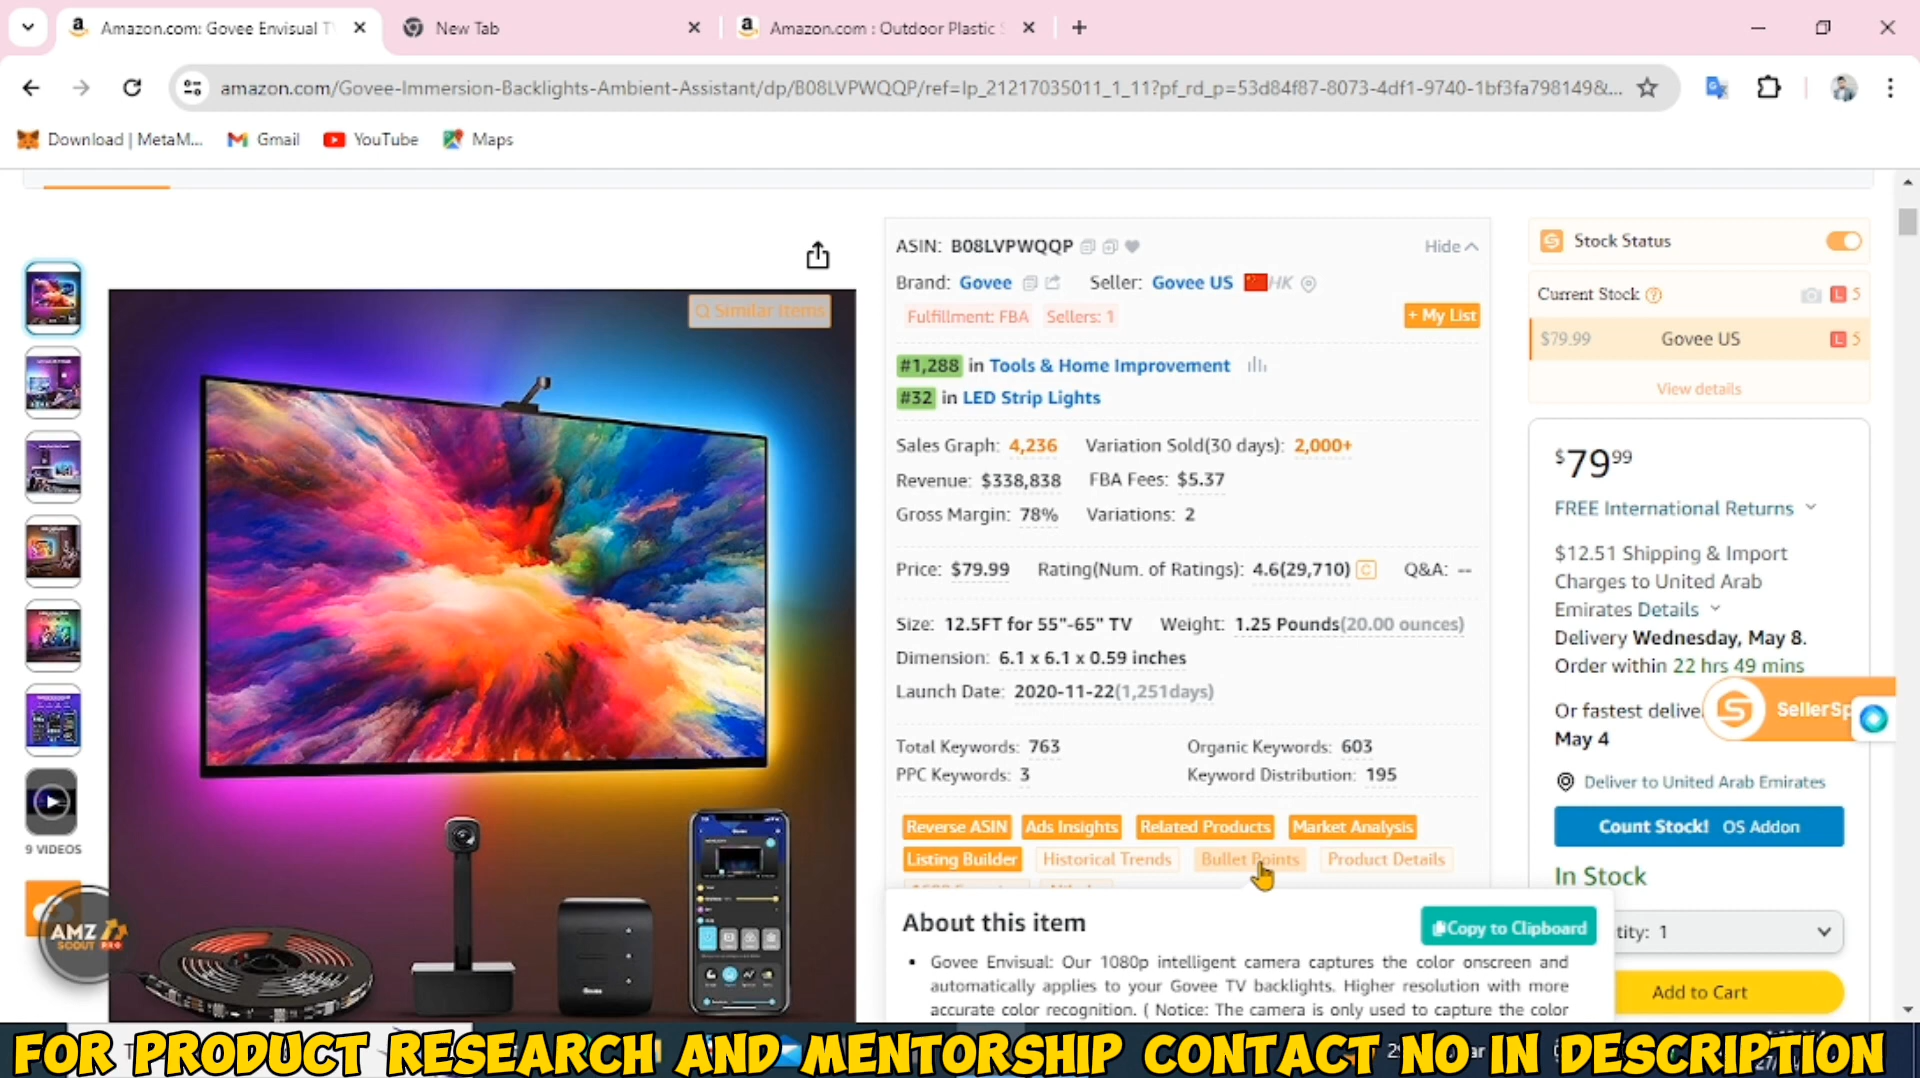 Amazon.com: Govee Envisual T
New Tab
Amazon.com : Outdoor Plastic
amazon.com/Govee-Immersion-Backlights-Ambient-Assistant/dp/B08LVPWQQP/ref=lp_21217035011_1_11?pf_rd_p=53d84f87-8073-4df1-9740-1bf3fa798149&...
Download | MetaM...
Gmail
YouTube
Maps
ASIN: B08LVPWQQP
Hide
Brand: Govee Seller: Govee US HK
Fulfillment: FBA Sellers: 1
+ My List
#1,288 in Tools & Home Improvement
#32 in LED Strip Lights
Sales Graph: 4,236 Variation Sold(30 days): 2,000+
Revenue: $338,838 FBA Fees: $5.37
Gross Margin: 78% Variations: 2
Price: $79.99 Rating(Num. of Ratings): 4.6(29,710) C Q&A: --
Size: 12.5FT for 55"-65" TV Weight: 1.25 Pounds(20.00 ounces)
Dimension: 6.1 x 6.1 x 0.59 inches
Launch Date: 2020-11-22(1,251days)
Total Keywords: 763 Organic Keywords: 603
PPC Keywords: 3 Keyword Distribution: 195
Reverse ASIN Ads Insights Related Products Market Analysis
Listing Builder Historical Trends Bullet Points Product Details
About this item
Copy to Clipboard
• Govee Envisual: Our 1080p intelligent camera captures the color onscreen and
automatically applies to your Govee TV backlights. Higher resolution with more
accurate color recognition. ( Notice: The camera is only used to capture the color
Similar Items
9 VIDEOS
AMZ
SCOUT PRO
Govee
Stock Status
Current Stock L 5
$79.99 Govee US L 5
View details
$79.99
FREE International Returns
$12.51 Shipping & Import
Charges to United Arab
Emirates Details
Delivery Wednesday, May 8.
Order within 22 hrs 49 mins
Or fastest delive
May 4
SellerSp
Deliver to United Arab Emirates
Count Stock! OS Addon
In Stock
tity: 1
Add to Cart
FOR PRODUCT RESEARCH AND MENTORSHIP CONTACT NO IN DESCRIPTION